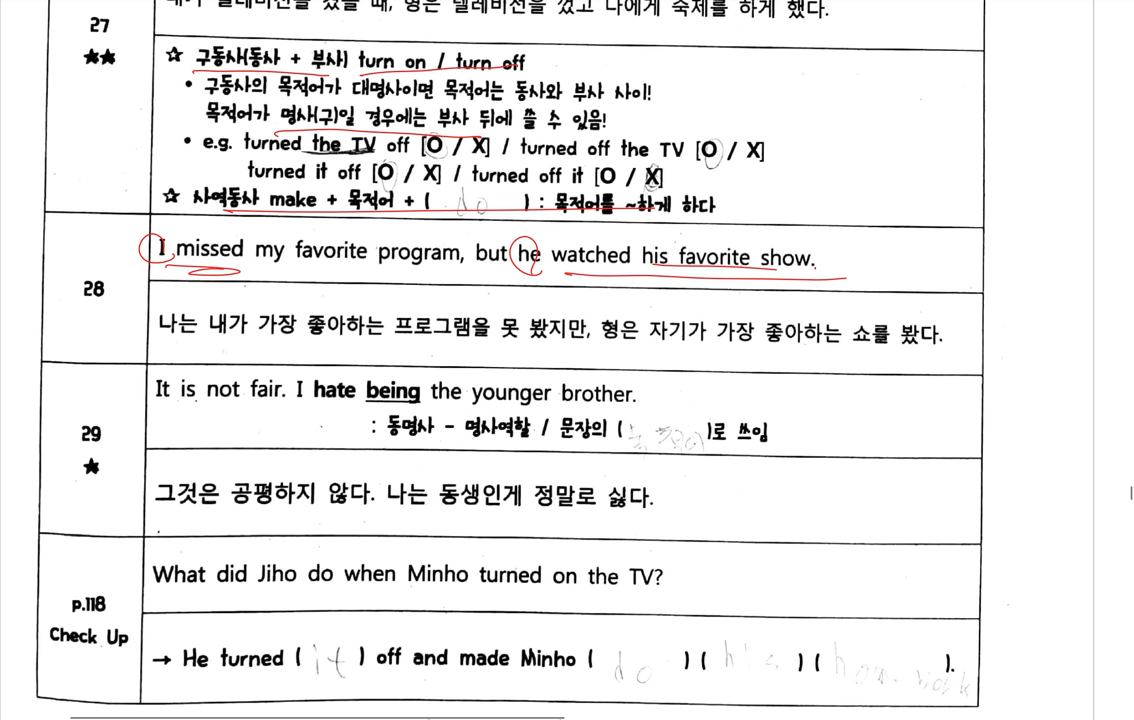 27
★★
☆ 구동사(동사 + 부사) turn on / turn off
• 구동사의 목적어가 대명사이면 목적어는 동사와 부사 사이!
목적어가 명사(구)일 경우에는 부사 뒤에 쓸 수 있음!
• e.g. turned the TV off [O / X] / turned off the TV [O / X]
turned it off [O / X] / turned off it [O / X]
☆ 사역동사 make + 목적어 + ( do ) : 목적어를 ~하게 하다
28
I missed my favorite program, but he watched his favorite show.
나는 내가 가장 좋아하는 프로그램을 못 봤지만, 형은 자기가 가장 좋아하는 쇼를 봤다.
29
★
It is not fair. I hate being the younger brother.
: 동명사 - 명사역할 / 문장의 ( )로 쓰임
그것은 공평하지 않다. 나는 동생인게 정말로 싫다.
p.118
Check Up
What did Jiho do when Minho turned on the TV?
→ He turned ( it ) off and made Minho ( do ) ( his ) ( homework ).